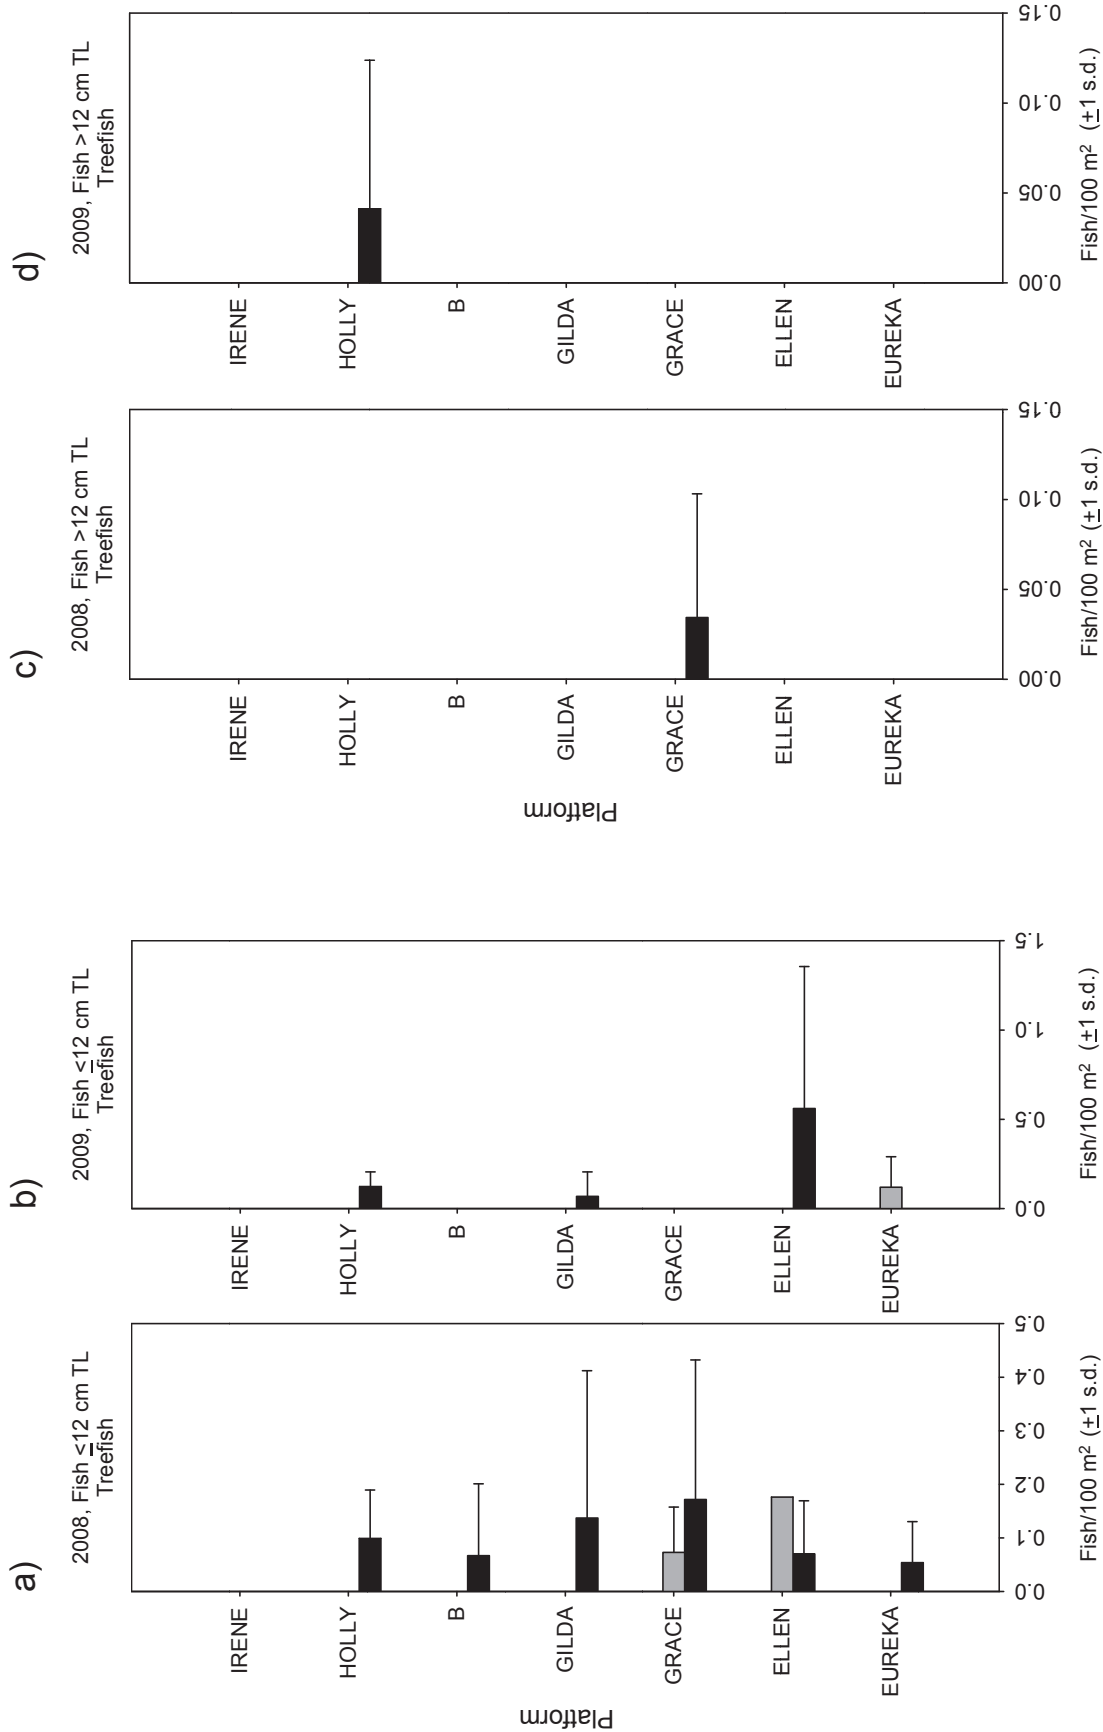 a)
2008, Fish <12 cm TL
Treefish
Platform
IRENE
HOLLY
B
GILDA
GRACE
ELLEN
EUREKA
0.0
0.1
0.2
0.3
0.4
0.5
Fish/100 m² (±1 s.d.)
b)
2009, Fish ≤12 cm TL
Treefish
IRENE
HOLLY
B
GILDA
GRACE
ELLEN
EUREKA
0.0
0.5
1.0
1.5
Fish/100 m² (±1 s.d.)
c)
2008, Fish >12 cm TL
Treefish
Platform
IRENE
HOLLY
B
GILDA
GRACE
ELLEN
EUREKA
0.00
0.05
0.10
0.15
Fish/100 m² (±1 s.d.)
d)
2009, Fish >12 cm TL
Treefish
IRENE
HOLLY
B
GILDA
GRACE
ELLEN
EUREKA
0.00
0.05
0.10
0.15
Fish/100 m² (±1 s.d.)